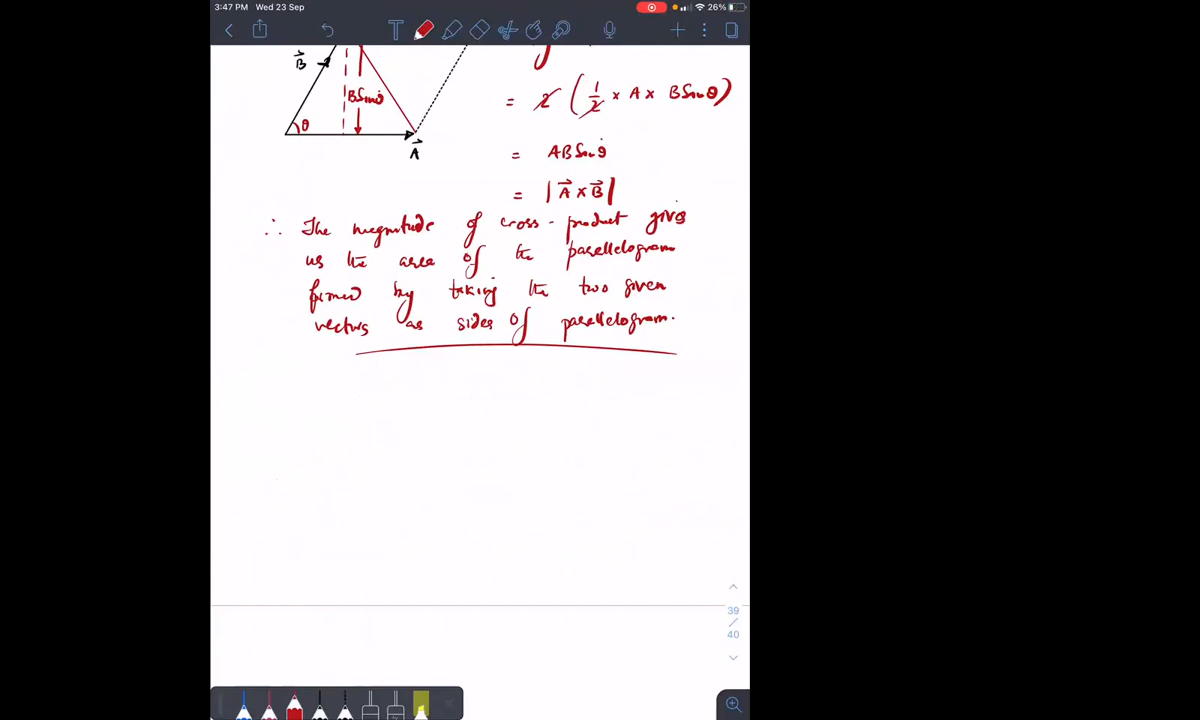 3:47 PM Wed 23 Sep
26%
B
BSinθ
θ
A
= 2 ( 1/2 × A × BSinθ )
= ABSinθ
= |A × B|
∴ The magnitude of cross-product gives
us the area of the parallelogram
formed by taking the two given
vectors as sides of parallelogram.
39
/
40